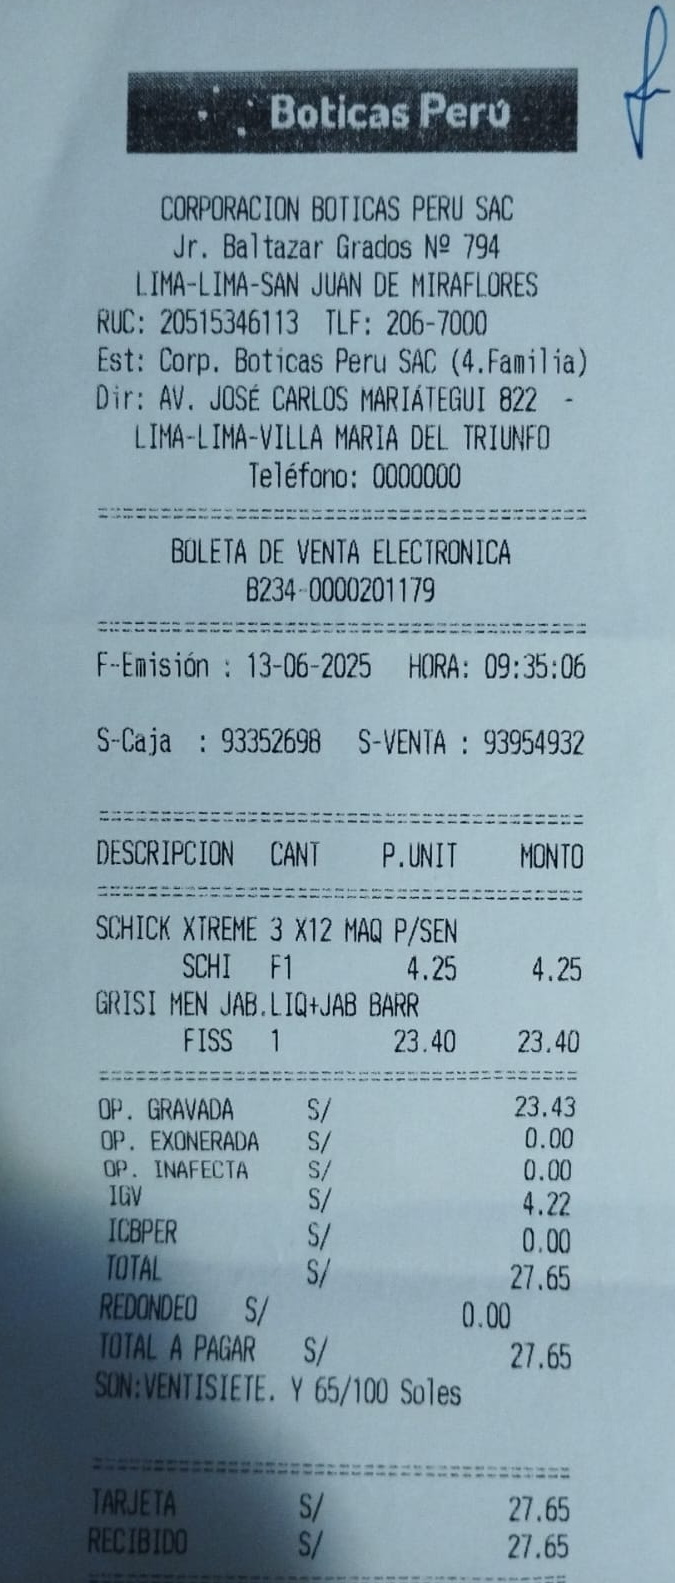 Boticas Perú
CORPORACION BOTICAS PERU SAC
Jr. Baltazar Grados Nº 794
LIMA-LIMA-SAN JUAN DE MIRAFLORES
RUC: 20515346113 TLF: 206-7000
Est: Corp. Boticas Peru SAC (4.Familia)
Dir: AV. JOSÉ CARLOS MARIÁTEGUI 822 -
LIMA-LIMA-VILLA MARIA DEL TRIUNFO
Teléfono: 0000000
BOLETA DE VENTA ELECTRONICA
B234-0000201179
F-Emisión : 13-06-2025 HORA: 09:35:06
S-Caja : 93352698 S-VENTA : 93954932
DESCRIPCION CANT P.UNIT MONTO
SCHICK XTREME 3 X12 MAQ P/SEN
SCHI F1 4.25 4.25
GRISI MEN JAB.LIQ+JAB BARR
FISS 1 23.40 23.40
OP. GRAVADA S/ 23.43
OP. EXONERADA S/ 0.00
OP. INAFECTA S/ 0.00
IGV S/ 4.22
ICBPER S/ 0.00
TOTAL S/ 27.65
REDONDEO S/ 0.00
TOTAL A PAGAR S/ 27.65
SON:VENTISIETE. Y 65/100 Soles
TARJETA S/ 27.65
RECIBIDO S/ 27.65